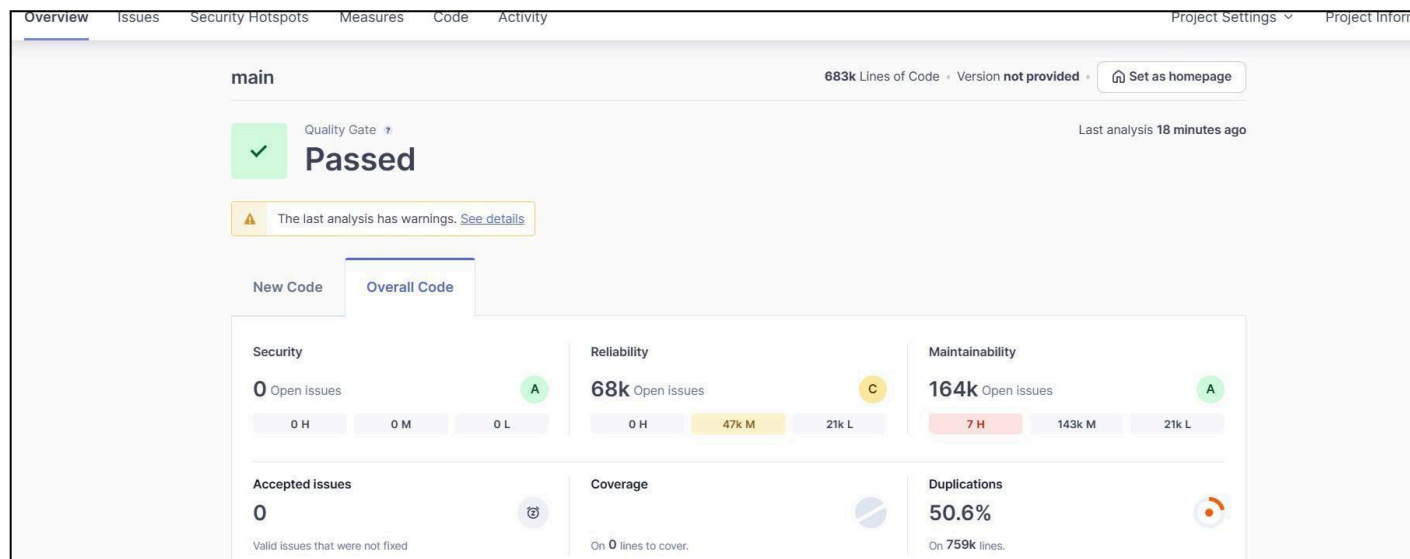 Overview Issues Security Hotspots Measures Code Activity Project Settings Project Inform
main 683k Lines of Code • Version not provided • Set as homepage
Quality Gate ? Last analysis 18 minutes ago
Passed
The last analysis has warnings. See details
New Code Overall Code
Security Reliability Maintainability
0 Open issues A 68k Open issues C 164k Open issues A
0 H 0 M 0 L 0 H 47k M 21k L 7 H 143k M 21k L
Accepted issues Coverage Duplications
0 50.6%
Valid issues that were not fixed On 0 lines to cover. On 759k lines.